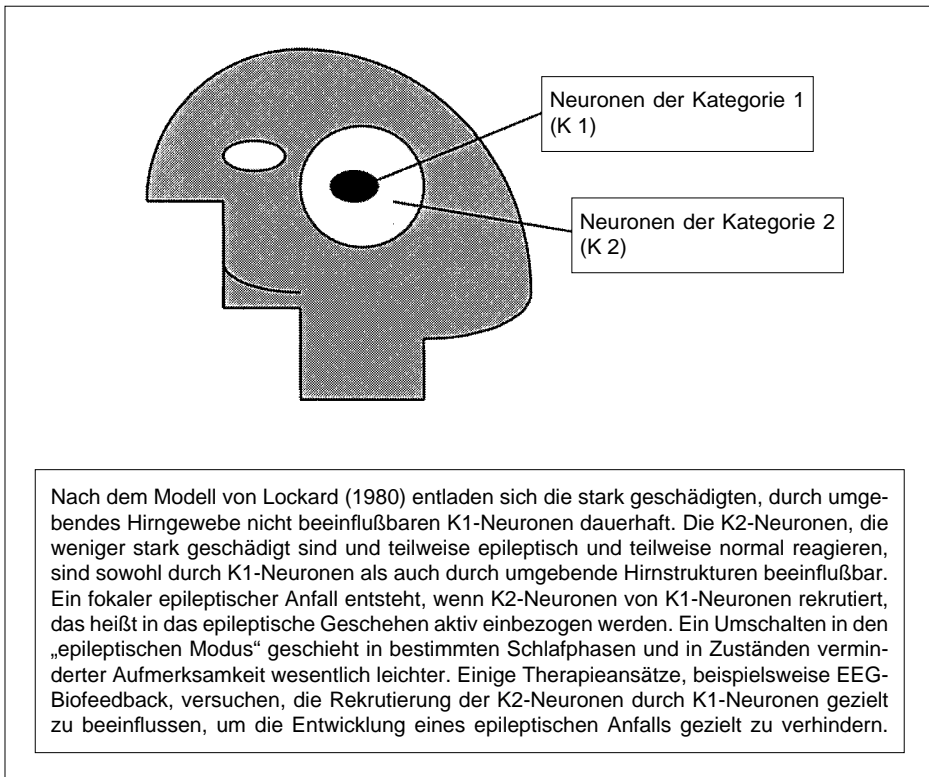 Neuronen der Kategorie 1
(K 1)
Neuronen der Kategorie 2
(K 2)
Nach dem Modell von Lockard (1980) entladen sich die stark geschädigten, durch umge-
bendes Hirngewebe nicht beeinflußbaren K1-Neuronen dauerhaft. Die K2-Neuronen, die
weniger stark geschädigt sind und teilweise epileptisch und teilweise normal reagieren,
sind sowohl durch K1-Neuronen als auch durch umgebende Hirnstrukturen beeinflußbar.
Ein fokaler epileptischer Anfall entsteht, wenn K2-Neuronen von K1-Neuronen rekrutiert,
das heißt in das epileptische Geschehen aktiv einbezogen werden. Ein Umschalten in den
„epileptischen Modus“ geschieht in bestimmten Schlafphasen und in Zuständen vermin-
derter Aufmerksamkeit wesentlich leichter. Einige Therapieansätze, beispielsweise EEG-
Biofeedback, versuchen, die Rekrutierung der K2-Neuronen durch K1-Neuronen gezielt
zu beeinflussen, um die Entwicklung eines epileptischen Anfalls gezielt zu verhindern.